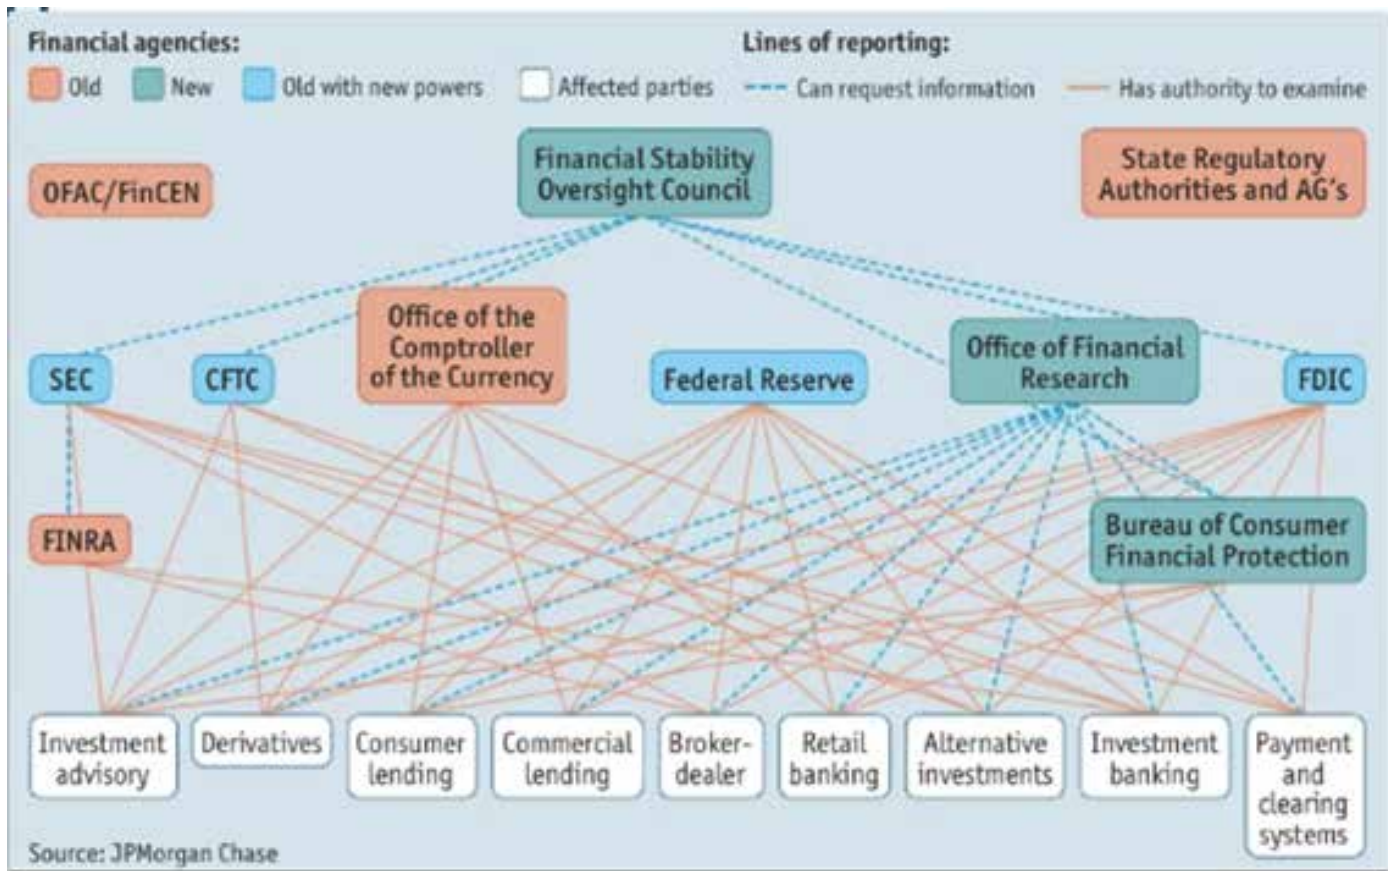 Financial agencies:
Lines of reporting:
Old
New
Old with new powers
Affected parties
Can request information
Has authority to examine
OFAC/FinCEN
Financial Stability
Oversight Council
State Regulatory
Authorities and AG's
SEC
CFTC
Office of the
Comptroller
of the Currency
Federal Reserve
Office of Financial
Research
FDIC
FINRA
Bureau of Consumer
Financial Protection
Investment
advisory
Derivatives
Consumer
lending
Commercial
lending
Broker-
dealer
Retail
banking
Alternative
investments
Investment
banking
Payment
and
clearing
systems
Source: JPMorgan Chase